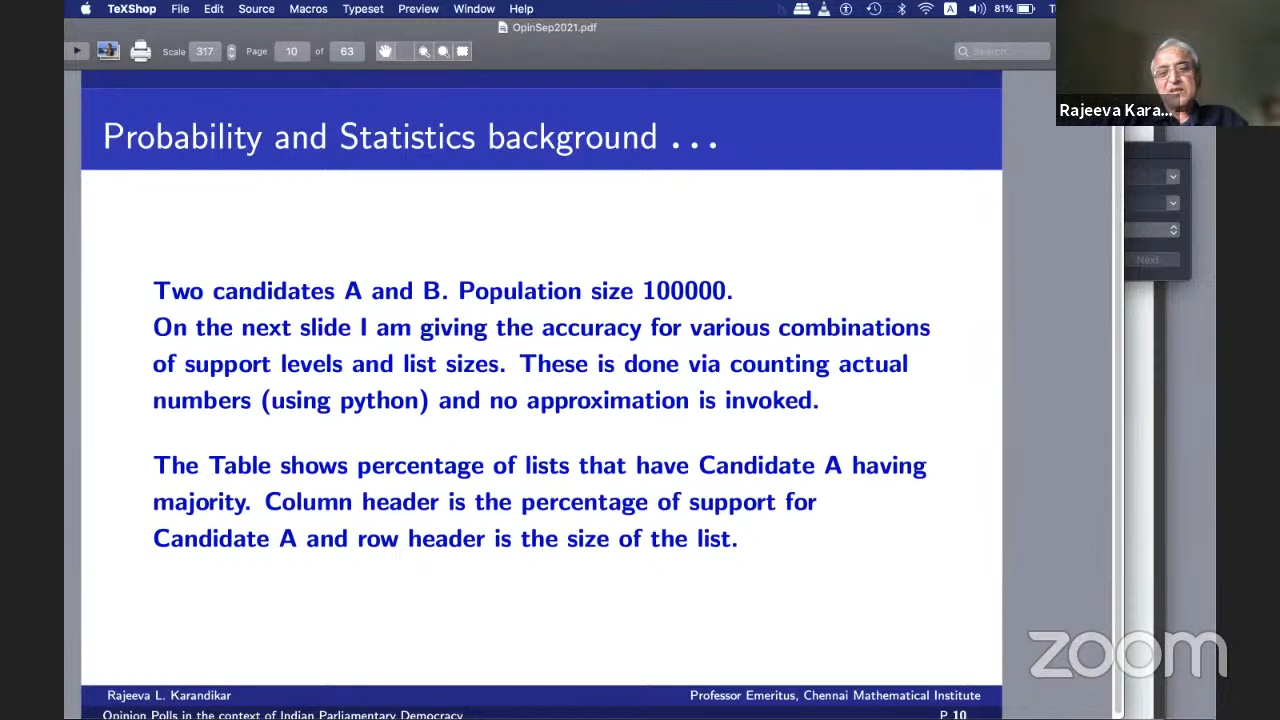 TeXShop File Edit Source Macros Typeset Preview Window Help A 81%
OpinSep2021.pdf
Scale 317 Page 10 of 63 Search
Rajeeva Kara...
Next
Probability and Statistics background ...
Two candidates A and B. Population size 100000.
On the next slide I am giving the accuracy for various combinations
of support levels and list sizes. These is done via counting actual
numbers (using python) and no approximation is invoked.
The Table shows percentage of lists that have Candidate A having
majority. Column header is the percentage of support for
Candidate A and row header is the size of the list.
zoom
Rajeeva L. Karandikar Professor Emeritus, Chennai Mathematical Institute
Opinion Polls in the context of Indian Parliamentary Democracy P 10